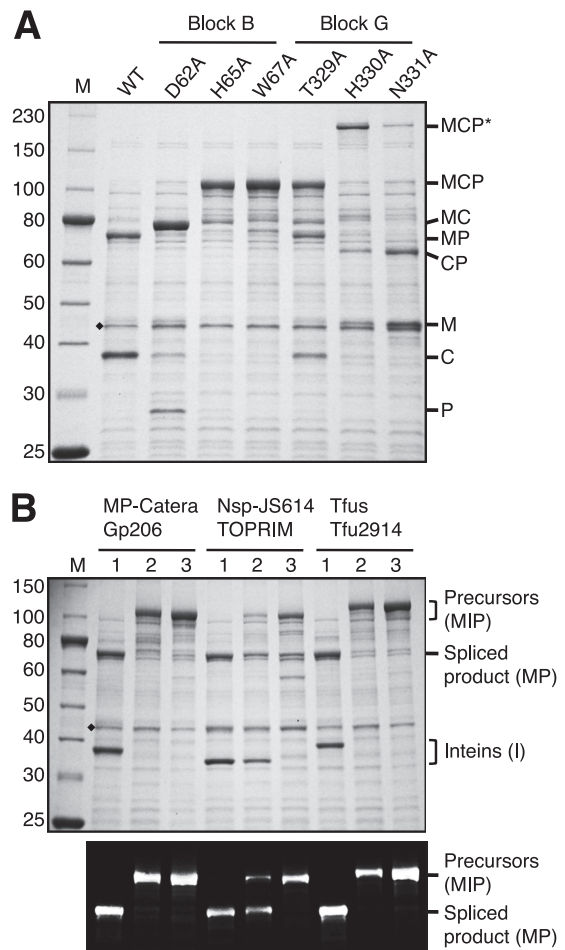 A
Block B Block G
M WT D62A H65A W67A T329A H330A N331A
230
150
100
80
60
50
40
30
25
MCP*
MCP
MC
MP
CP
M
C
P
B
MP-Catera Nsp-JS614 Tfus
Gp206 TOPRIM Tfu2914
M 1 2 3 1 2 3 1 2 3
150
100
80
60
50
40
30
25
Precursors
(MIP)
Spliced
product (MP)
Inteins (I)
Precursors
(MIP)
Spliced
product (MP)